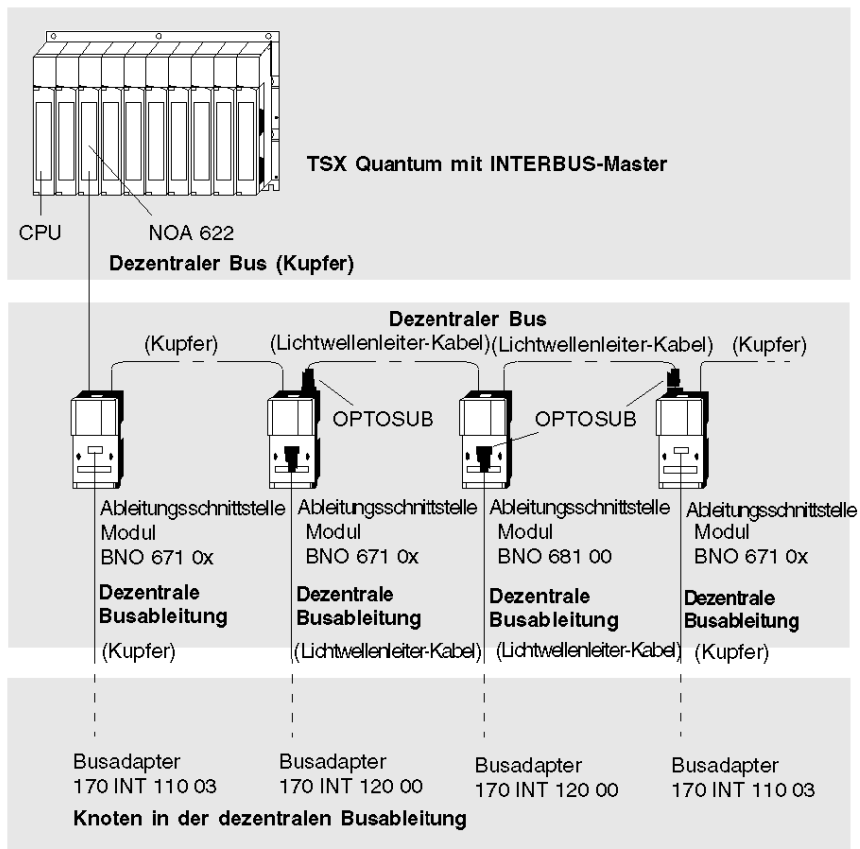 TSX Quantum mit INTERBUS-Master
CPU NOA 622
Dezentraler Bus (Kupfer)
Dezentraler Bus
(Kupfer) (Lichtwellenleiter-Kabel) (Lichtwellenleiter-Kabel) (Kupfer)
OPTOSUB OPTOSUB
Ableitungsschnittstelle Ableitungsschnittstelle Ableitungsschnittstelle Ableitungsschnittstelle
Modul Modul Modul Modul
BNO 671 0x BNO 671 0x BNO 681 00 BNO 671 0x
Dezentrale Dezentrale Dezentrale Dezentrale
Busableitung Busableitung Busableitung Busableitung
(Kupfer) (Lichtwellenleiter-Kabel) (Lichtwellenleiter-Kabel) (Kupfer)
Busadapter Busadapter Busadapter Busadapter
170 INT 110 03 170 INT 120 00 170 INT 120 00 170 INT 110 03
Knoten in der dezentralen Busableitung